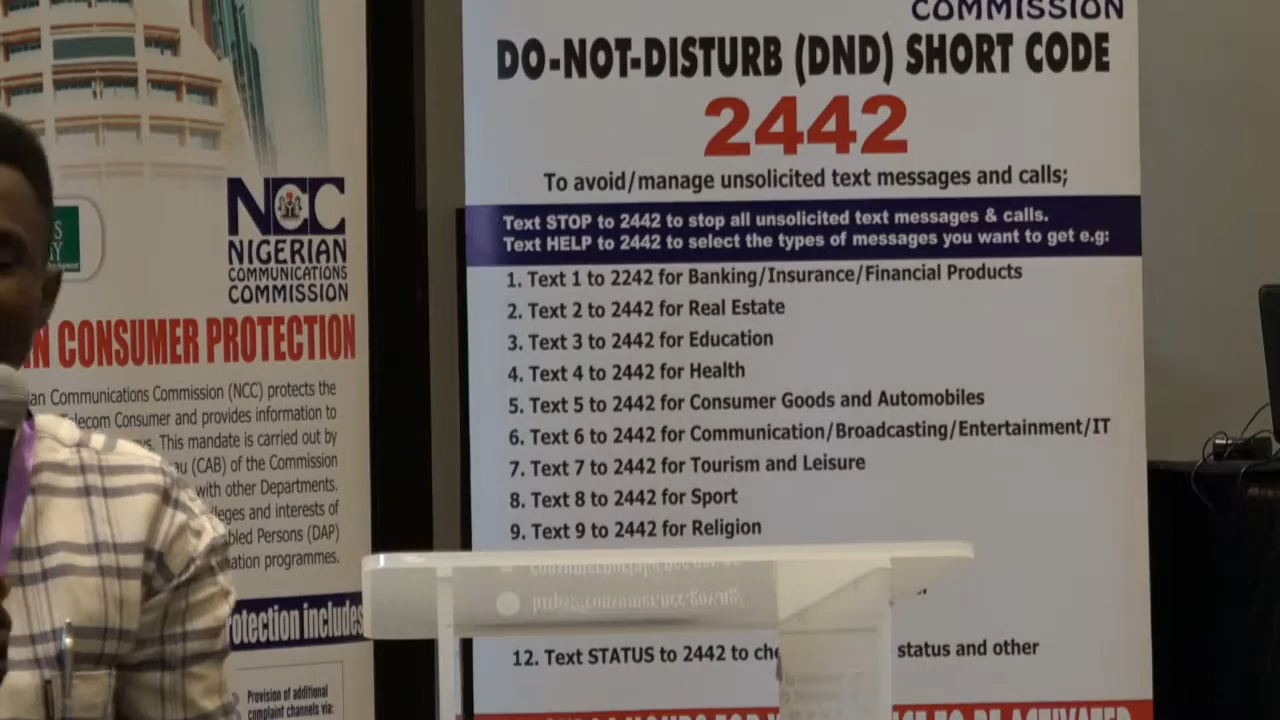 NCC
NIGERIAN
COMMUNICATIONS
COMMISSION
CONSUMER PROTECTION
Communications Commission (NCC) protects the
Consumer and provides information to
This mandate is carried out by
(CAB) of the Commission
with other Departments.
and interests of
Persons (DAP)
programmes.
includes
Provision of additional
complaint channels via:
COMMISSION
DO-NOT-DISTURB (DND) SHORT CODE
2442
To avoid/manage unsolicited text messages and calls;
Text STOP to 2442 to stop all unsolicited text messages & calls.
Text HELP to 2442 to select the types of messages you want to get e.g:
1. Text 1 to 2242 for Banking/Insurance/Financial Products
2. Text 2 to 2442 for Real Estate
3. Text 3 to 2442 for Education
4. Text 4 to 2442 for Health
5. Text 5 to 2442 for Consumer Goods and Automobiles
6. Text 6 to 2442 for Communication/Broadcasting/Entertainment/IT
7. Text 7 to 2442 for Tourism and Leisure
8. Text 8 to 2442 for Sport
9. Text 9 to 2442 for Religion
12. Text STATUS to 2442 to status and other